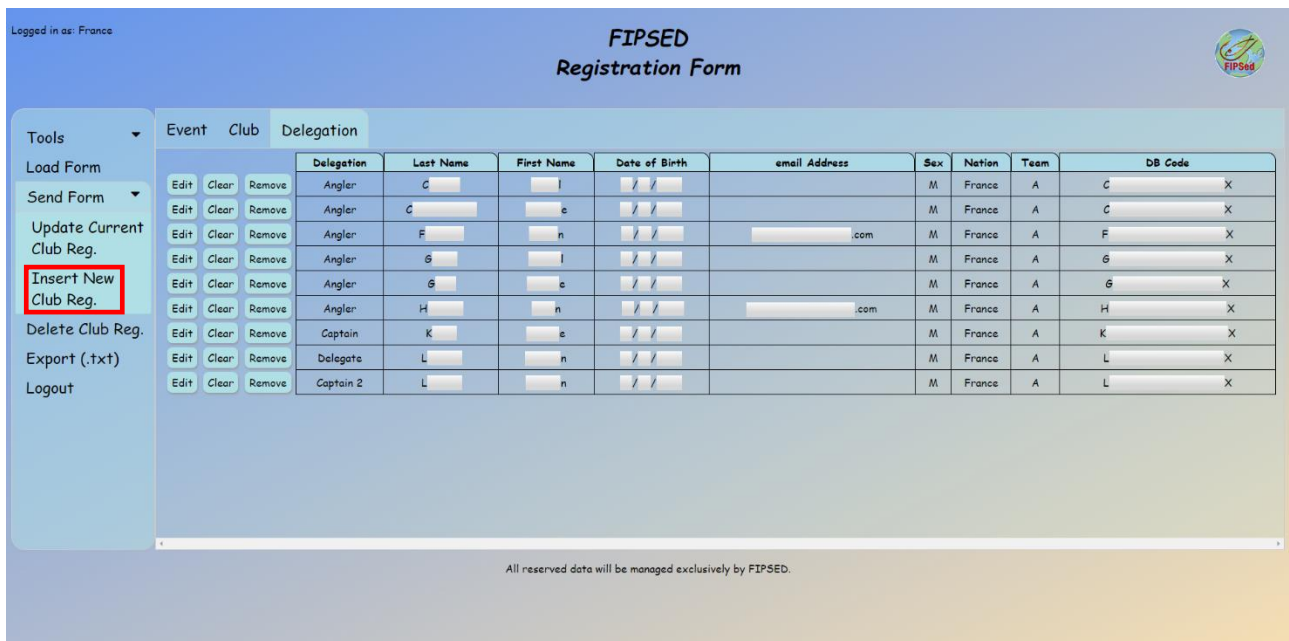 Logged in as: France
FIPSED
Registration Form
FIPSed
Tools
Load Form
Send Form
Update Current
Club Reg.
Insert New
Club Reg.
Delete Club Reg.
Export (.txt)
Logout
Event Club Delegation
Delegation Last Name First Name Date of Birth email Address Sex Nation Team DB Code
Edit Clear Remove Angler C l / / M France A C X
Edit Clear Remove Angler C e / / M France A C X
Edit Clear Remove Angler F n / / .com M France A F X
Edit Clear Remove Angler G l / / M France A G X
Edit Clear Remove Angler G e / / M France A G X
Edit Clear Remove Angler H n / / .com M France A H X
Edit Clear Remove Captain K e / / M France A K X
Edit Clear Remove Delegate L n / / M France A L X
Edit Clear Remove Captain 2 L n / / M France A L X
All reserved data will be managed exclusively by FIPSED.